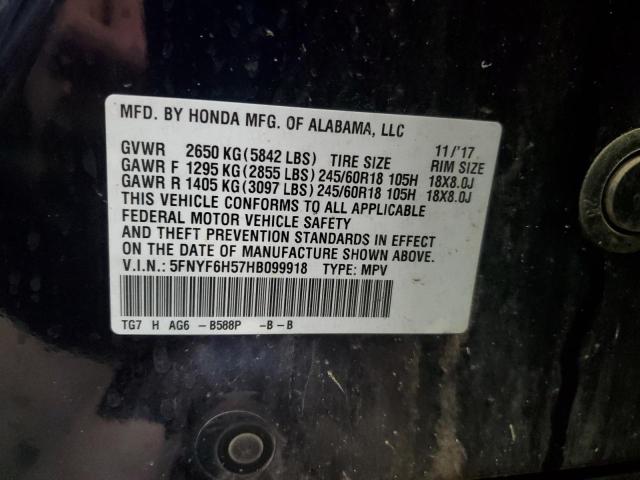 MFD. BY HONDA MFG. OF ALABAMA, LLC
11/'17
GVWR 2650 KG(5842 LBS) TIRE SIZE RIM SIZE
GAWR F 1295 KG(2855 LBS)245/60R18 105H 18X8.0J
GAWR R 1405 KG(3097 LBS)245/60R18 105H 18X8.0J
THIS VEHICLE CONFORMS TO ALL APPLICABLE
FEDERAL MOTOR VEHICLE SAFETY
AND THEFT PREVENTION STANDARDS IN EFFECT
ON THE DATE OF MANUFACTURE SHOWN ABOVE.
V.I.N.: 5FNYF6H57HB099918 TYPE: MPV
TG7 H AG6 -B588P -B-B